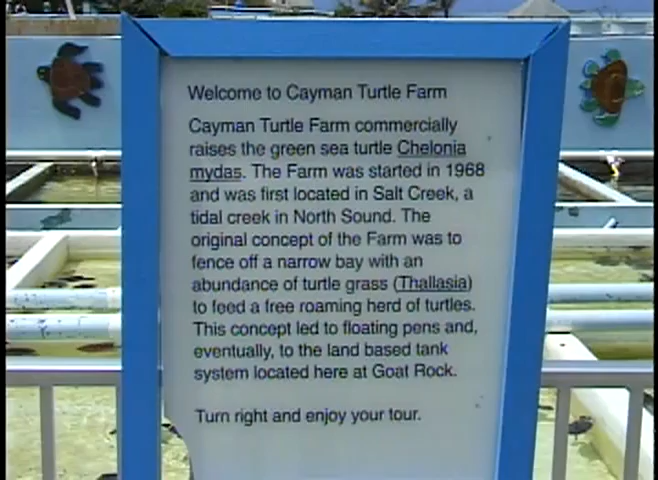 Welcome to Cayman Turtle Farm
Cayman Turtle Farm commercially
raises the green sea turtle Chelonia
mydas. The Farm was started in 1968
and was first located in Salt Creek, a
tidal creek in North Sound. The
original concept of the Farm was to
fence off a narrow bay with an
abundance of turtle grass (Thallasia)
to feed a free roaming herd of turtles.
This concept led to floating pens and,
eventually, to the land based tank
system located here at Goat Rock.
Turn right and enjoy your tour.